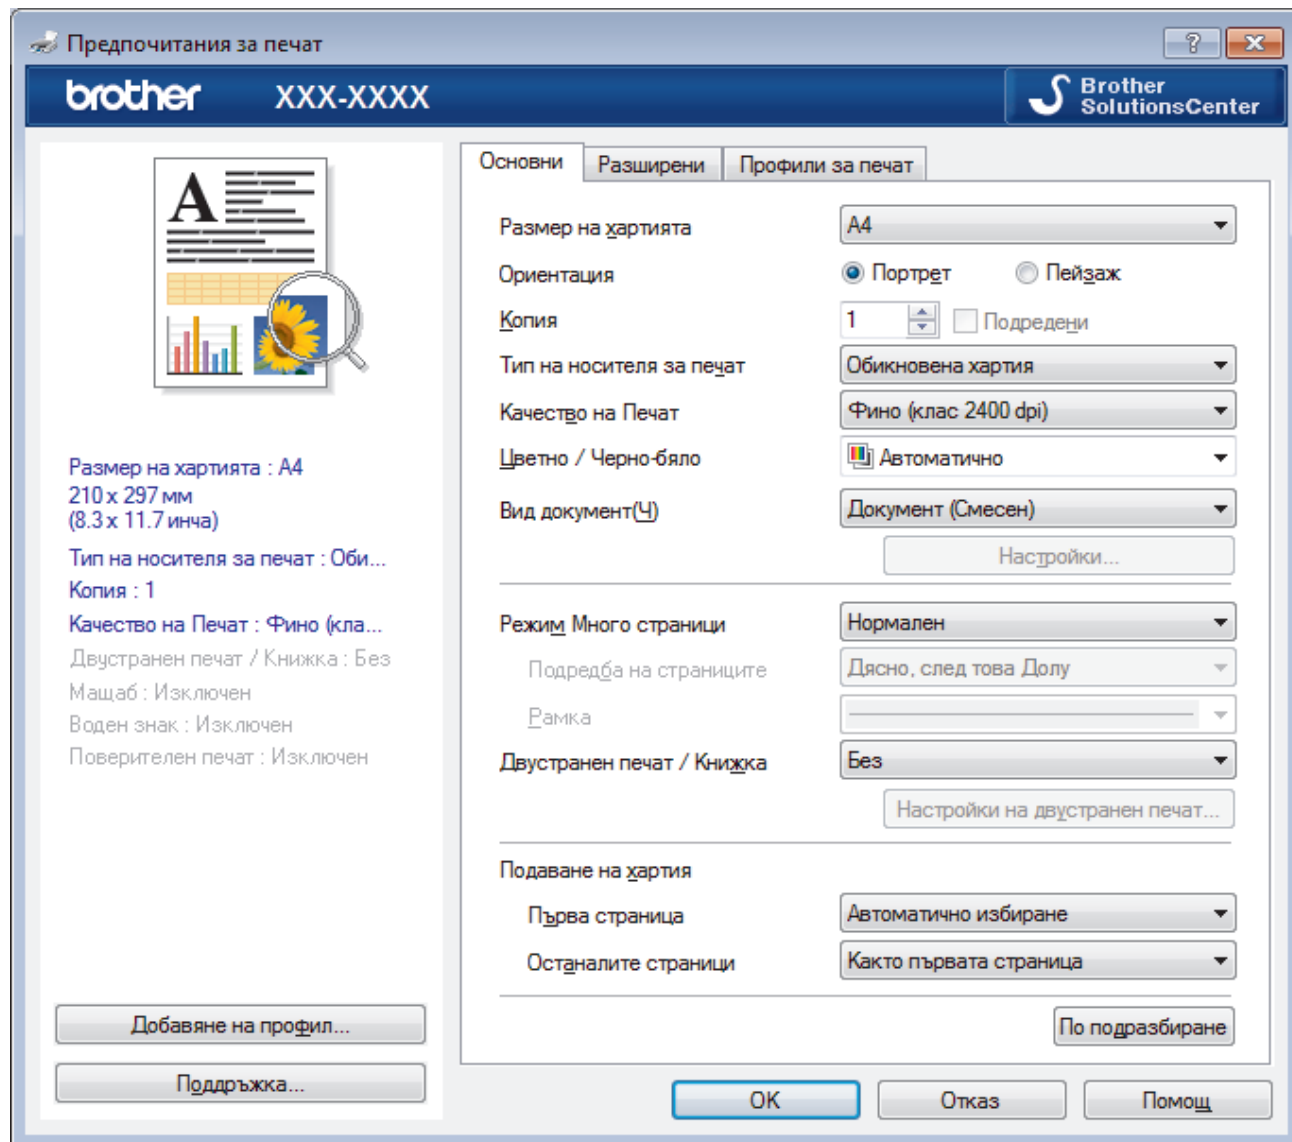 Предпочитания за печат
brother XXX-XXXX
Brother
SolutionsCenter
A
Размер на хартията : A4
210 x 297 мм
(8.3 x 11.7 инча)
Тип на носителя за печат : Оби...
Копия : 1
Качество на Печат : Фино (кла...
Двустранен печат / Книжка : Без
Мащаб : Изключен
Воден знак : Изключен
Поверителен печат : Изключен
Добавяне на профил...
Поддръжка...
Основни Разширени Профили за печат
Размер на хартията A4
Ориентация Портрет Пейзаж
Копия 1 Подредени
Тип на носителя за печат Обикновена хартия
Качество на Печат Фино (клас 2400 dpi)
Цветно / Черно-бяло Автоматично
Вид документ(Ч) Документ (Смесен)
Настройки...
Режим Много страници Нормален
Подредба на страниците Дясно, след това Долу
Рамка
Двустранен печат / Книжка Без
Настройки на двустранен печат...
Подаване на хартия
Първа страница Автоматично избиране
Останалите страници Както първата страница
По подразбиране
OK Отказ Помощ